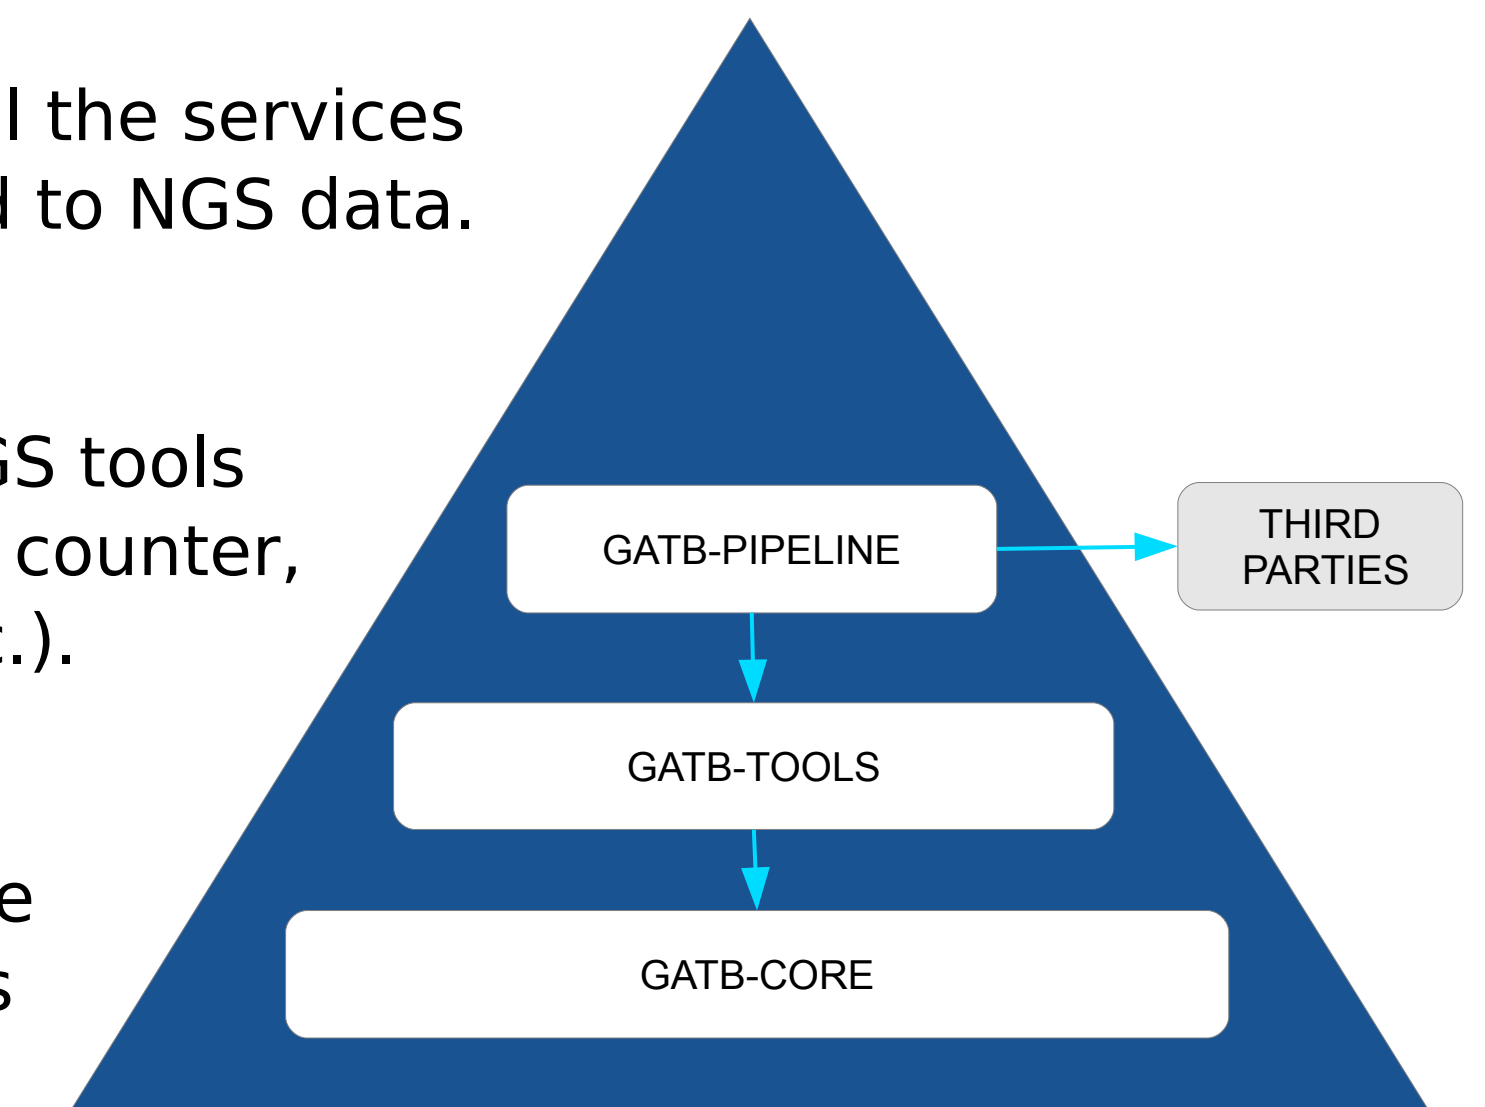 l the services
d to NGS data.
GS tools
counter,
c.).
e
s
GATB-PIPELINE
THIRD
PARTIES
GATB-TOOLS
GATB-CORE